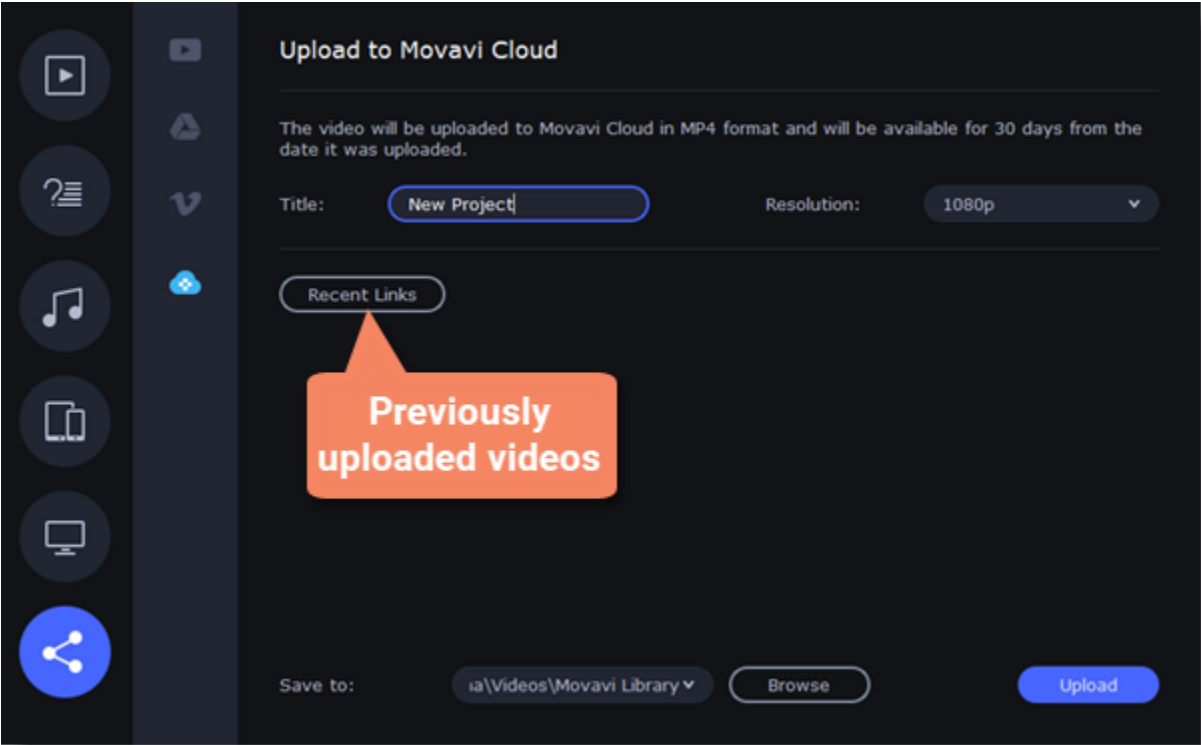 Upload to Movavi Cloud
The video will be uploaded to Movavi Cloud in MP4 format and will be available for 30 days from the
date it was uploaded.
Title: New Project Resolution: 1080p
Recent Links
Previously
uploaded videos
Save to: ıa\Videos\Movavi Library Browse Upload